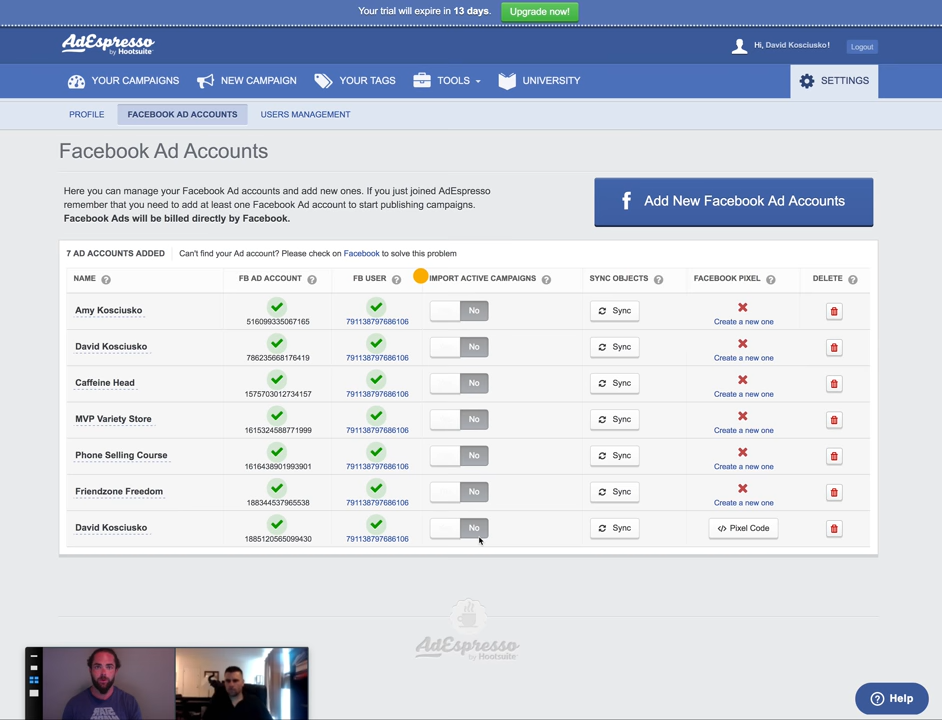 Your trial will expire in 13 days. Upgrade now!
AdEspresso
by Hootsuite
Hi, David Kosciusko! Logout
YOUR CAMPAIGNS NEW CAMPAIGN YOUR TAGS TOOLS UNIVERSITY SETTINGS
PROFILE FACEBOOK AD ACCOUNTS USERS MANAGEMENT
Facebook Ad Accounts
Here you can manage your Facebook Ad accounts and add new ones. If you just joined AdEspresso
remember that you need to add at least one Facebook Ad account to start publishing campaigns.
Facebook Ads will be billed directly by Facebook.
Add New Facebook Ad Accounts
7 AD ACCOUNTS ADDED Can't find your Ad account? Please check on Facebook to solve this problem
NAME ? FB AD ACCOUNT ? FB USER ? IMPORT ACTIVE CAMPAIGNS ? SYNC OBJECTS ? FACEBOOK PIXEL ? DELETE ?
Amy Kosciusko No Sync
516099335067165 791138797686106 Create a new one
David Kosciusko No Sync
786235668176419 791138797686106 Create a new one
Caffeine Head No Sync
1575703012734157 791138797686106 Create a new one
MVP Variety Store No Sync
1615324588771999 791138797686106 Create a new one
Phone Selling Course No Sync
1616438901993901 791138797686106 Create a new one
Friendzone Freedom No Sync
188344537965538 791138797686106 Create a new one
David Kosciusko No Sync </> Pixel Code
1885120565099430 791138797686106
AdEspresso
by Hootsuite
? Help